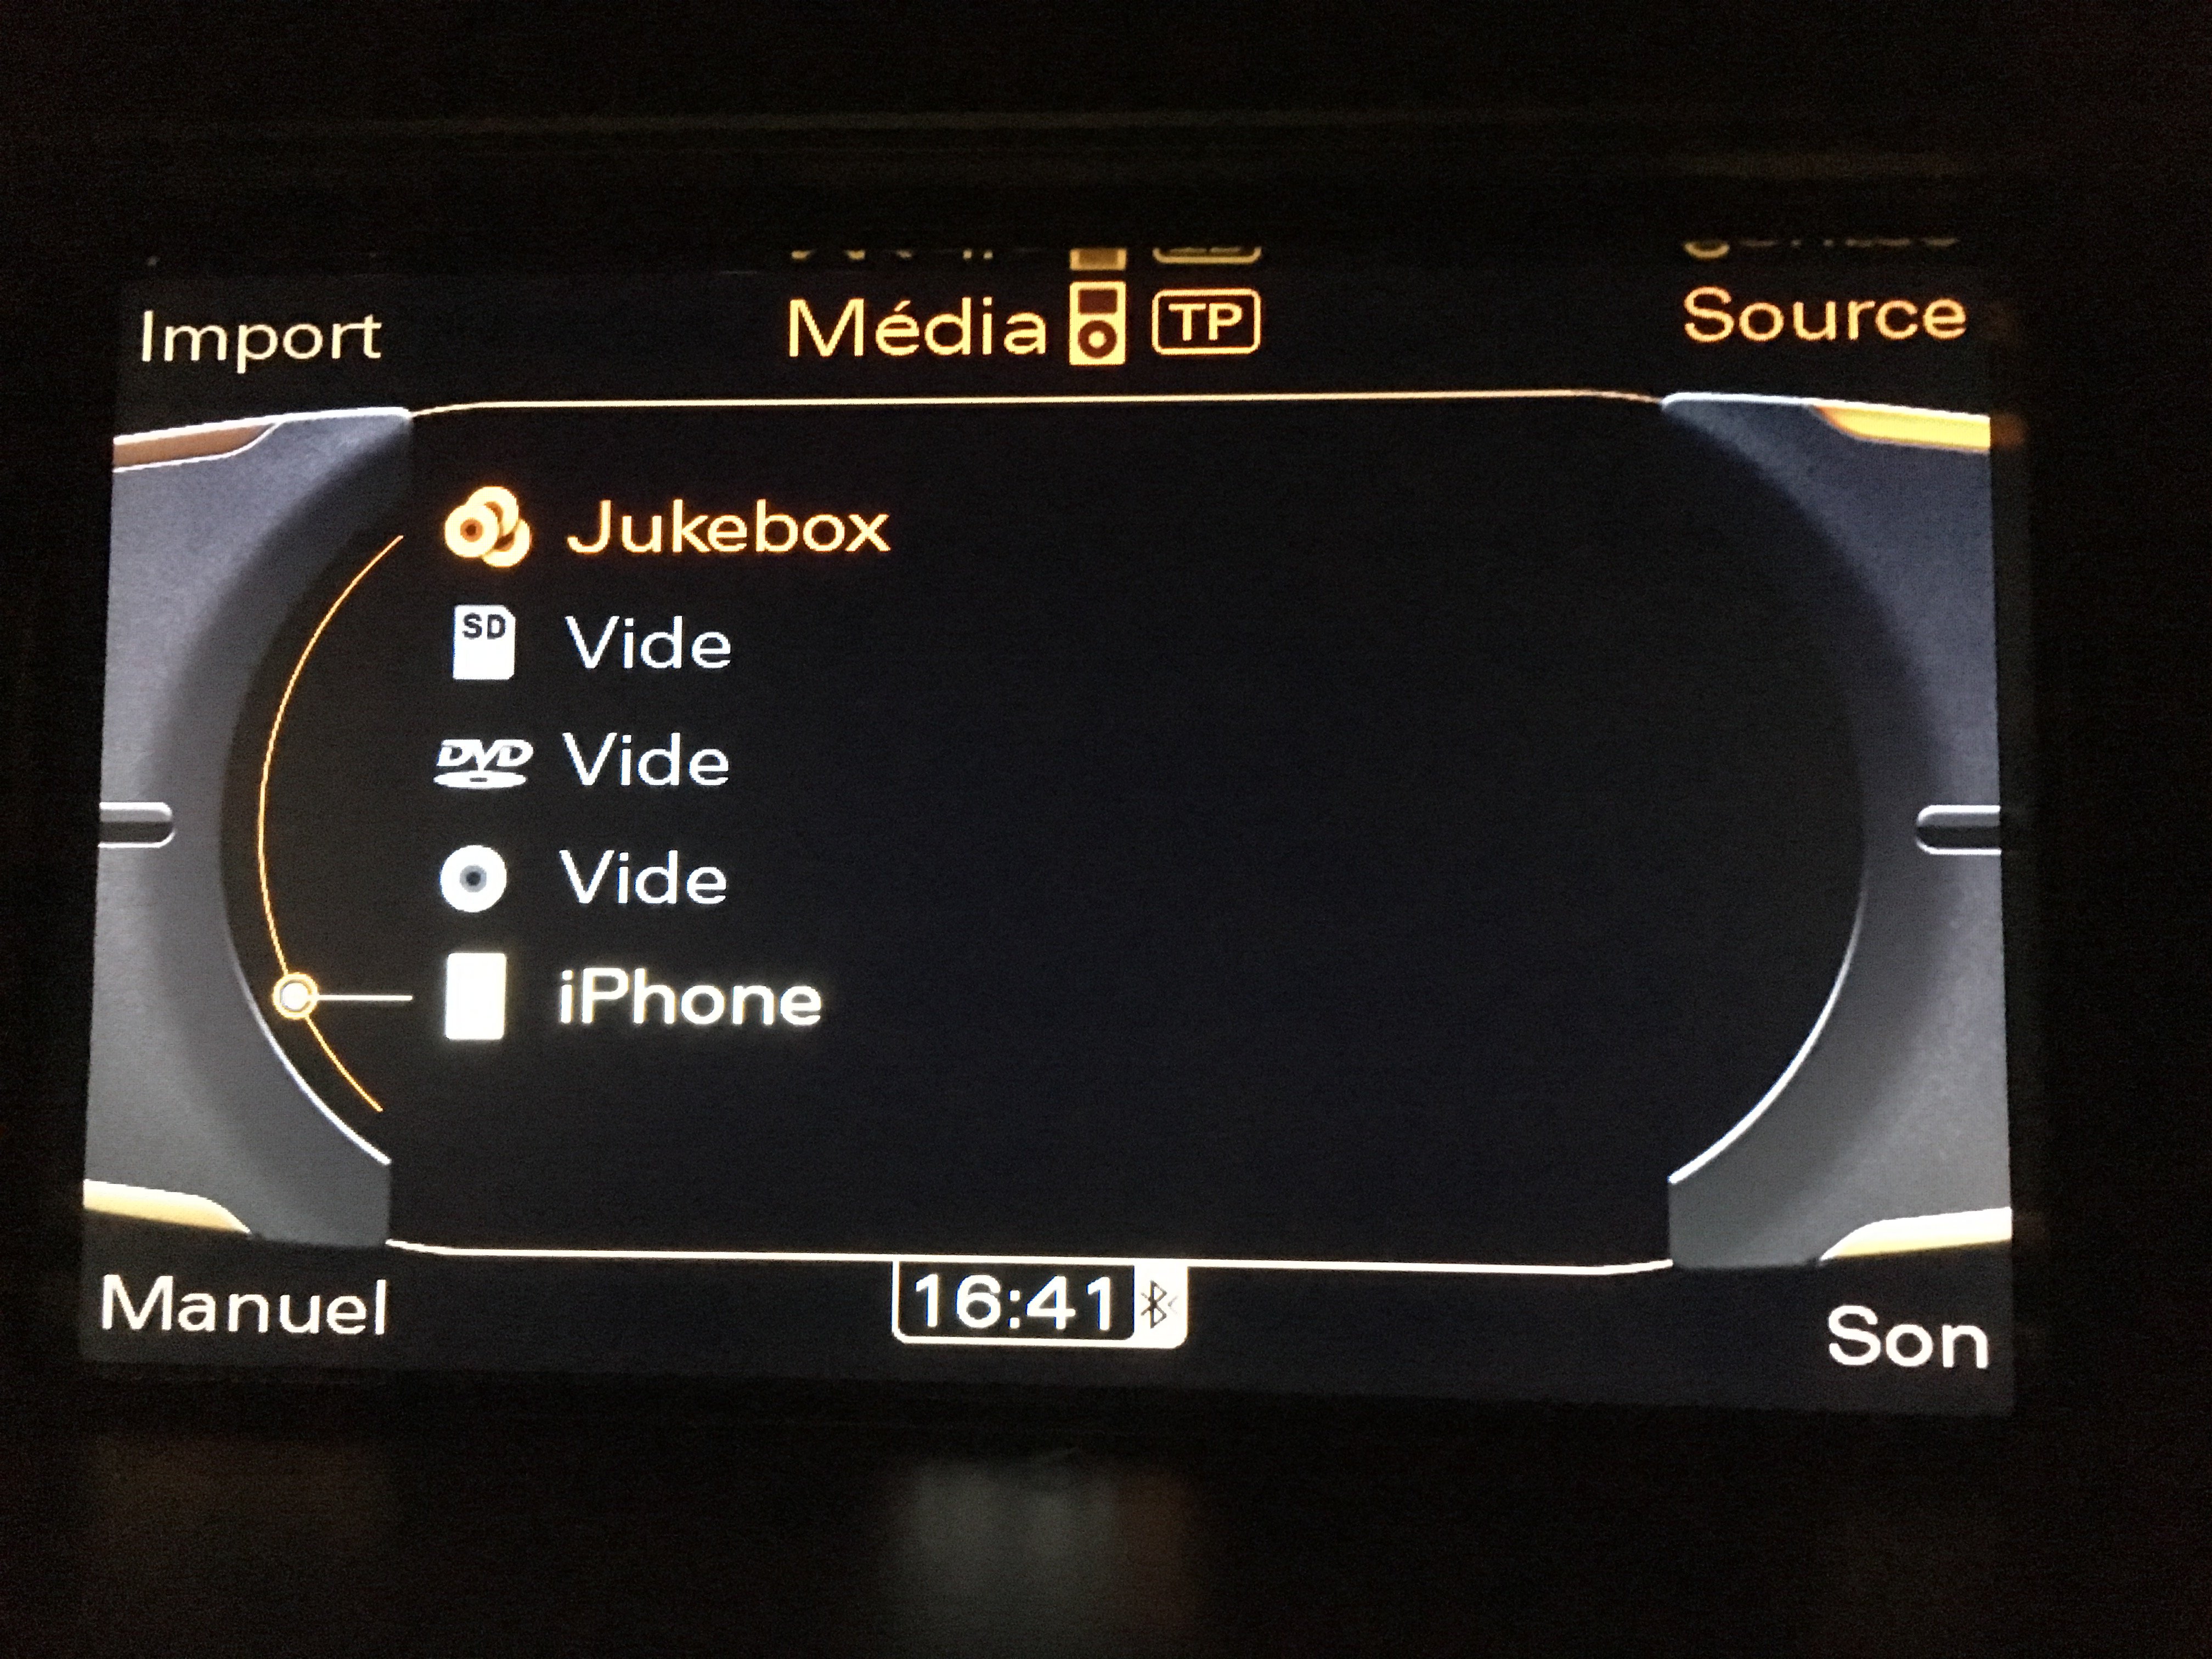 Import
Média TP
Source
Jukebox
SD Vide
DVD Vide
Vide
iPhone
Manuel
16:41
Son